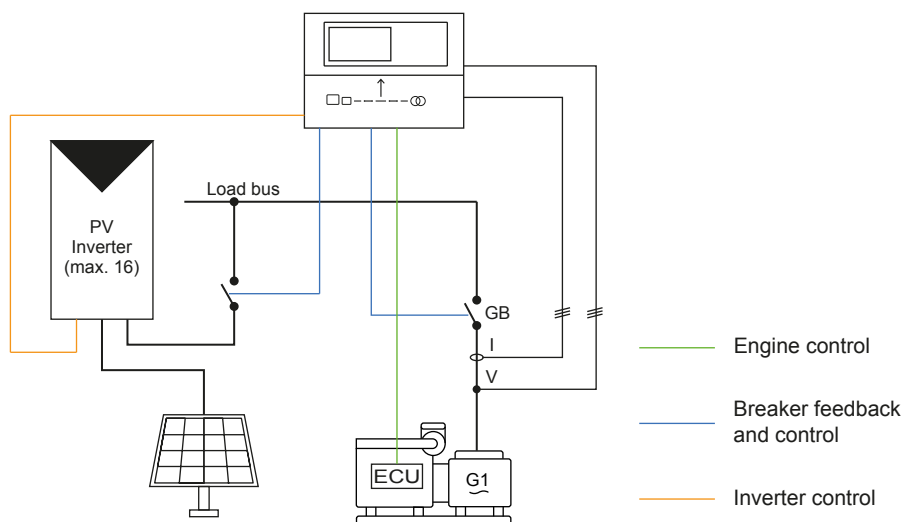 Load bus
PV
Inverter
(max. 16)
GB
I
V
ECU
G1
Engine control
Breaker feedback
and control
Inverter control